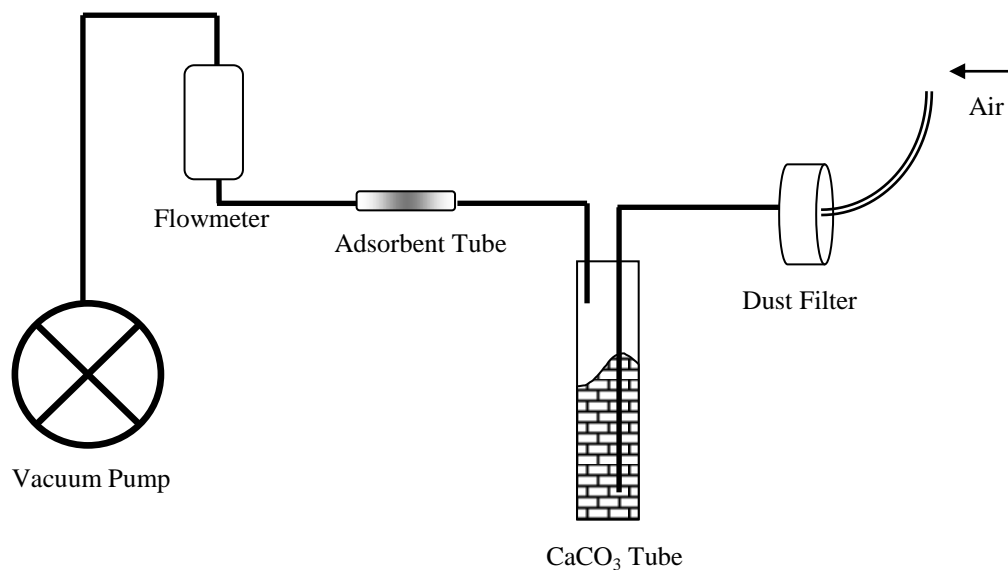 Air
Flowmeter
Adsorbent Tube
Dust Filter
Vacuum Pump
CaCO₃ Tube